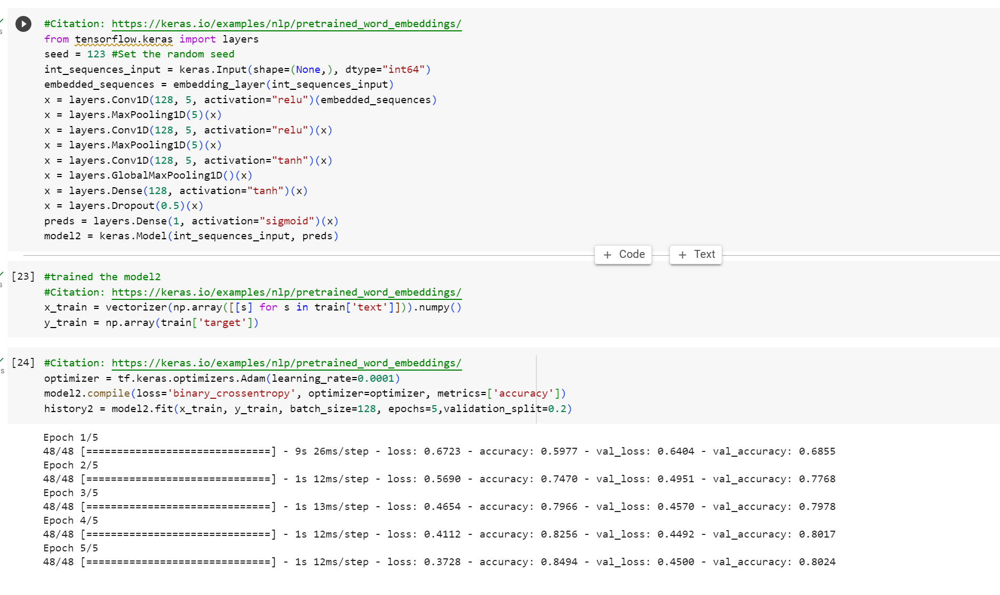 #Citation: https://keras.io/examples/nlp/pretrained_word_embeddings/
from tensorflow.keras import layers
seed = 123 #Set the random seed
int_sequences_input = keras.Input(shape=(None,), dtype="int64")
embedded_sequences = embedding_layer(int_sequences_input)
x = layers.Conv1D(128, 5, activation="relu")(embedded_sequences)
x = layers.MaxPooling1D(5)(x)
x = layers.Conv1D(128, 5, activation="relu")(x)
x = layers.MaxPooling1D(5)(x)
x = layers.Conv1D(128, 5, activation="tanh")(x)
x = layers.GlobalMaxPooling1D()(x)
x = layers.Dense(128, activation="tanh")(x)
x = layers.Dropout(0.5)(x)
preds = layers.Dense(1, activation="sigmoid")(x)
model2 = keras.Model(int_sequences_input, preds)
+ Code + Text
[23] #trained the model2
#Citation: https://keras.io/examples/nlp/pretrained_word_embeddings/
x_train = vectorizer(np.array([[s] for s in train['text']])).numpy()
y_train = np.array(train['target'])
[24] #Citation: https://keras.io/examples/nlp/pretrained_word_embeddings/
optimizer = tf.keras.optimizers.Adam(learning_rate=0.0001)
model2.compile(loss='binary_crossentropy', optimizer=optimizer, metrics=['accuracy'])
history2 = model2.fit(x_train, y_train, batch_size=128, epochs=5,validation_split=0.2)
Epoch 1/5
48/48 [==============================] - 9s 26ms/step - loss: 0.6723 - accuracy: 0.5977 - val_loss: 0.6404 - val_accuracy: 0.6855
Epoch 2/5
48/48 [==============================] - 1s 12ms/step - loss: 0.5690 - accuracy: 0.7470 - val_loss: 0.4951 - val_accuracy: 0.7768
Epoch 3/5
48/48 [==============================] - 1s 13ms/step - loss: 0.4654 - accuracy: 0.7966 - val_loss: 0.4570 - val_accuracy: 0.7978
Epoch 4/5
48/48 [==============================] - 1s 12ms/step - loss: 0.4112 - accuracy: 0.8256 - val_loss: 0.4492 - val_accuracy: 0.8017
Epoch 5/5
48/48 [==============================] - 1s 12ms/step - loss: 0.3728 - accuracy: 0.8494 - val_loss: 0.4500 - val_accuracy: 0.8024